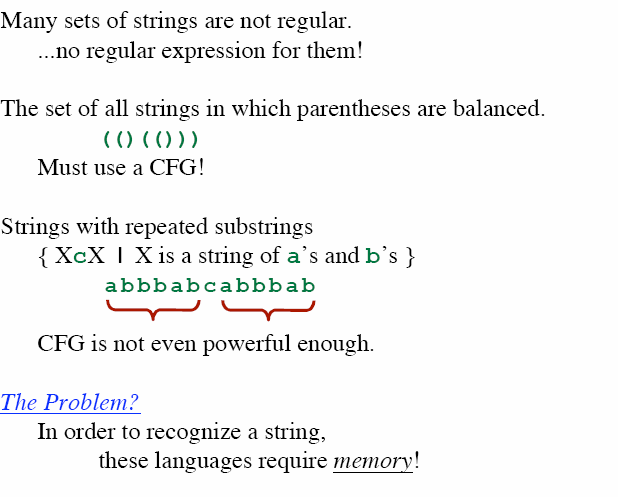 Many sets of strings are not regular.
...no regular expression for them!
The set of all strings in which parentheses are balanced.
(()(()))
Must use a CFG!
Strings with repeated substrings
{ XcX | X is a string of a's and b's }
abbbabcabbbab
CFG is not even powerful enough.
The Problem?
In order to recognize a string,
these languages require memory!